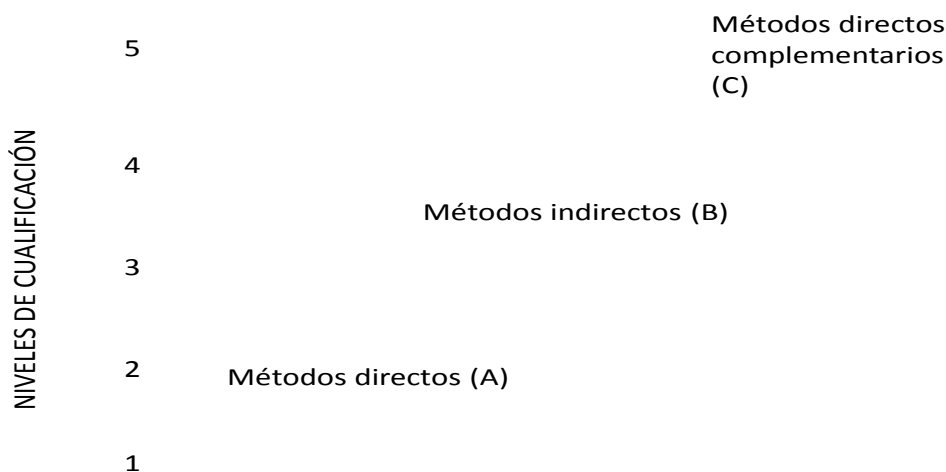 NIVELES DE CUALIFICACIÓN
5
Métodos directos
complementarios
(C)
4
Métodos indirectos (B)
3
2
Métodos directos (A)
1